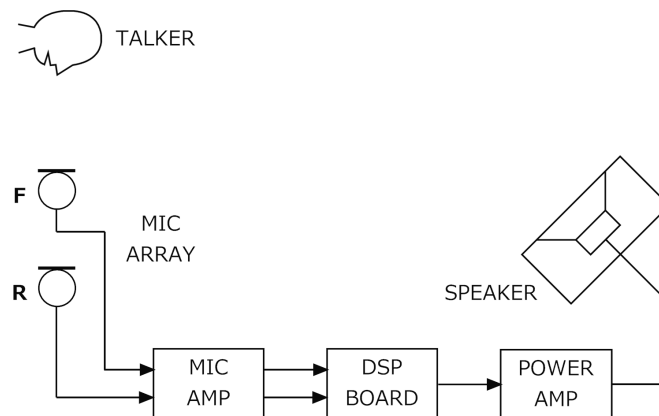 TALKER
F
MIC
ARRAY
R
SPEAKER
MIC
AMP
DSP
BOARD
POWER
AMP